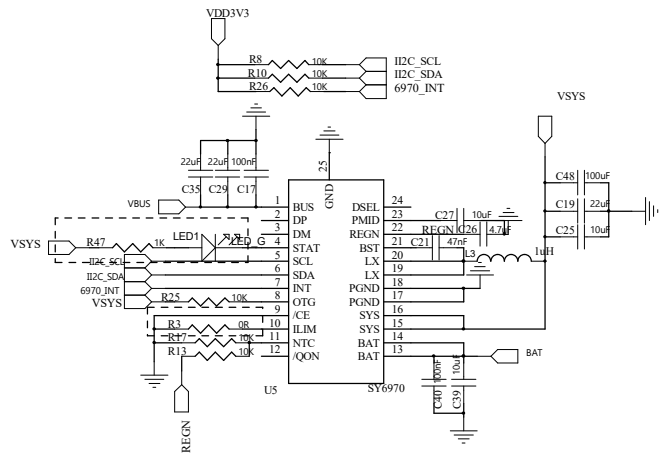 VDD3V3
R8 10K II2C_SCL
R10 10K II2C_SDA
R26 10K 6970_INT
VSYS
22uF 22uF 100nF
C35 C29 C17
VBUS
25
GND
C48 100uF
C19 22uF
C25 10uF
1 BUS DSEL 24
2 DP PMID 23 C27 10uF
3 DM REGN 22 REGN C26 4.7uF
VSYS R47 1K LED1 LED_G 4 STAT BST 21 C21 47nF
II2C_SCL 5 SCL LX 20 L3 1uH
II2C_SDA 6 SDA LX 19
6970_INT 7 INT PGND 18
VSYS R25 10K 8 OTG PGND 17
9 /CE SYS 16
R3 0R 10 ILIM SYS 15
R17 10K 11 NTC BAT 14
R13 10K 12 /QON BAT 13 BAT
100nF 10uF
C40 C39
U5 SY6970
REGN